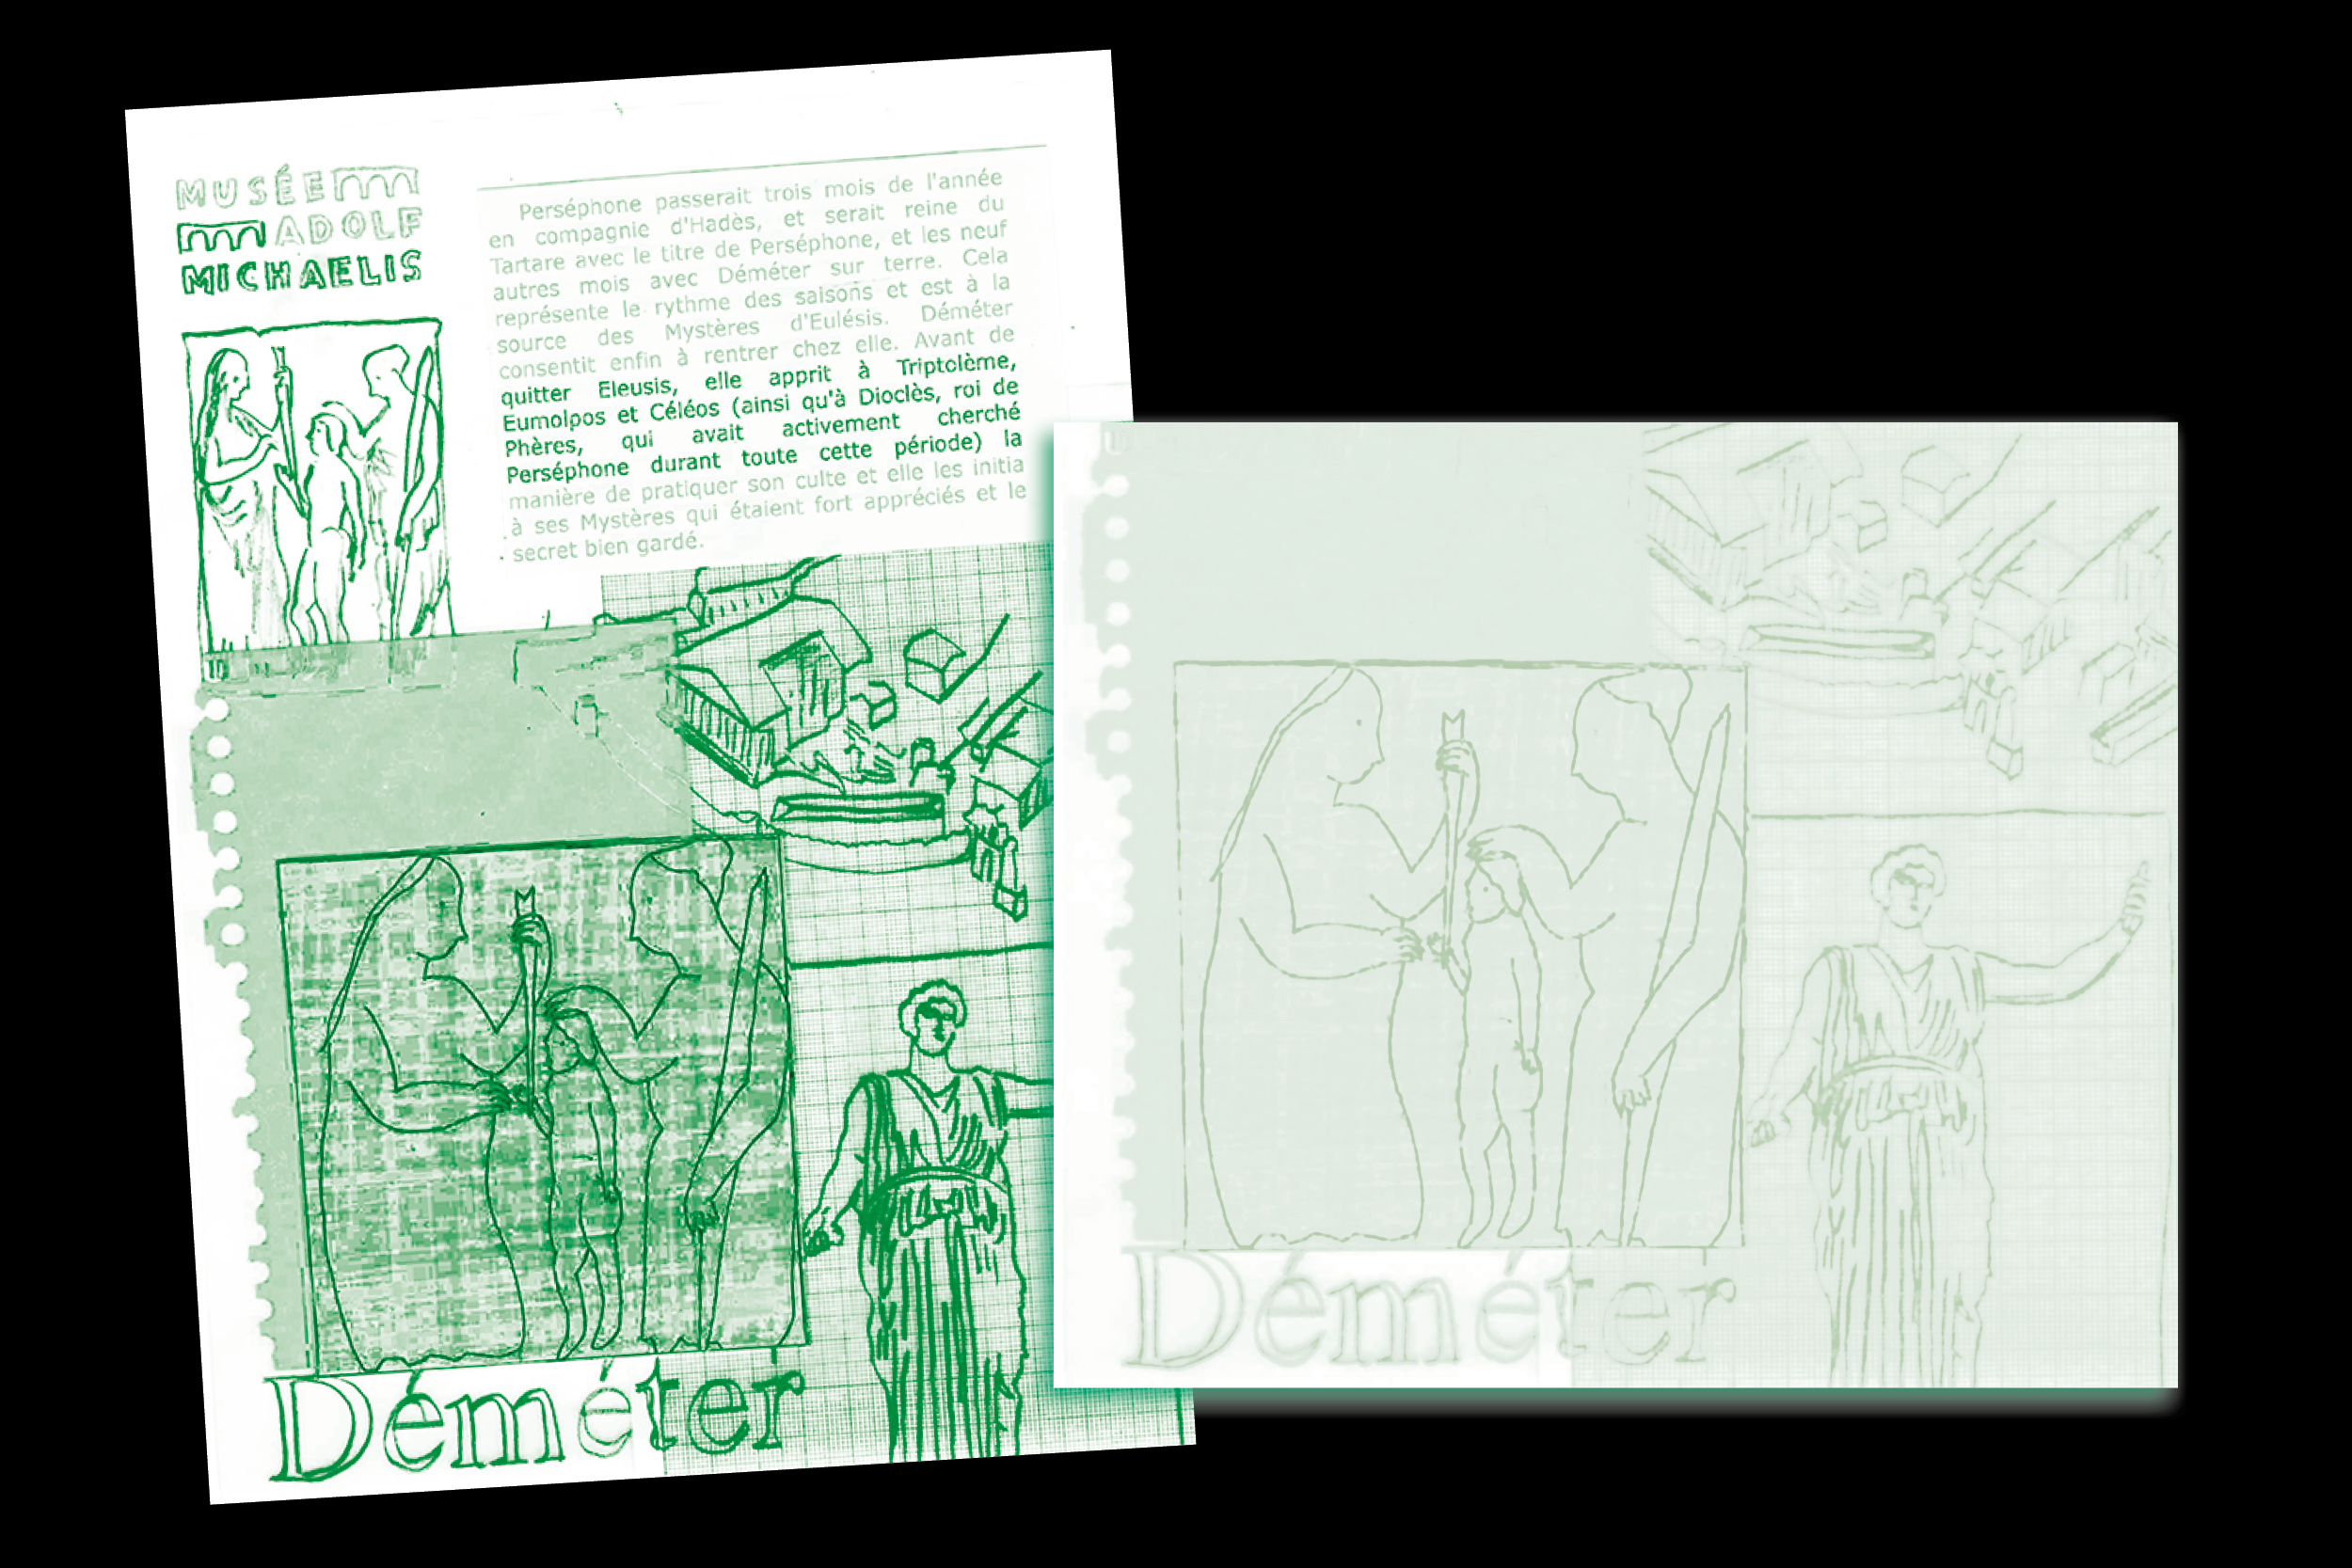 MUSÉE
ADOLF
MICHAELIS
Perséphone passerait trois mois de l'année
en compagnie d'Hadès, et serait reine du
Tartare avec le titre de Perséphone, et les neuf
autres mois avec Déméter sur terre. Cela
représente le rythme des saisons et est à la
source des Mystères d'Eulésis. Déméter
consentit enfin à rentrer chez elle. Avant de
quitter Eleusis, elle apprit à Triptolème,
Eumolpos et Céléos (ainsi qu'à Dioclès, roi de
Phères, qui avait activement cherché
Perséphone durant toute cette période) la
manière de pratiquer son culte et elle les initia
à ses Mystères qui étaient fort appréciés et le
secret bien gardé.
Déméter
Déméter